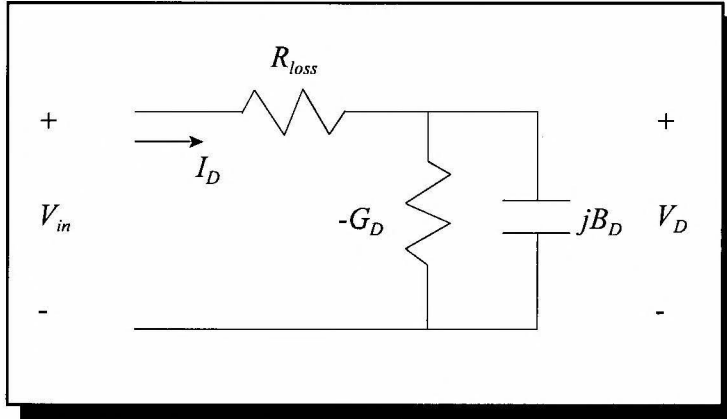 R_loss
+
I_D
+
V_in
-G_D
jB_D
V_D
-
-